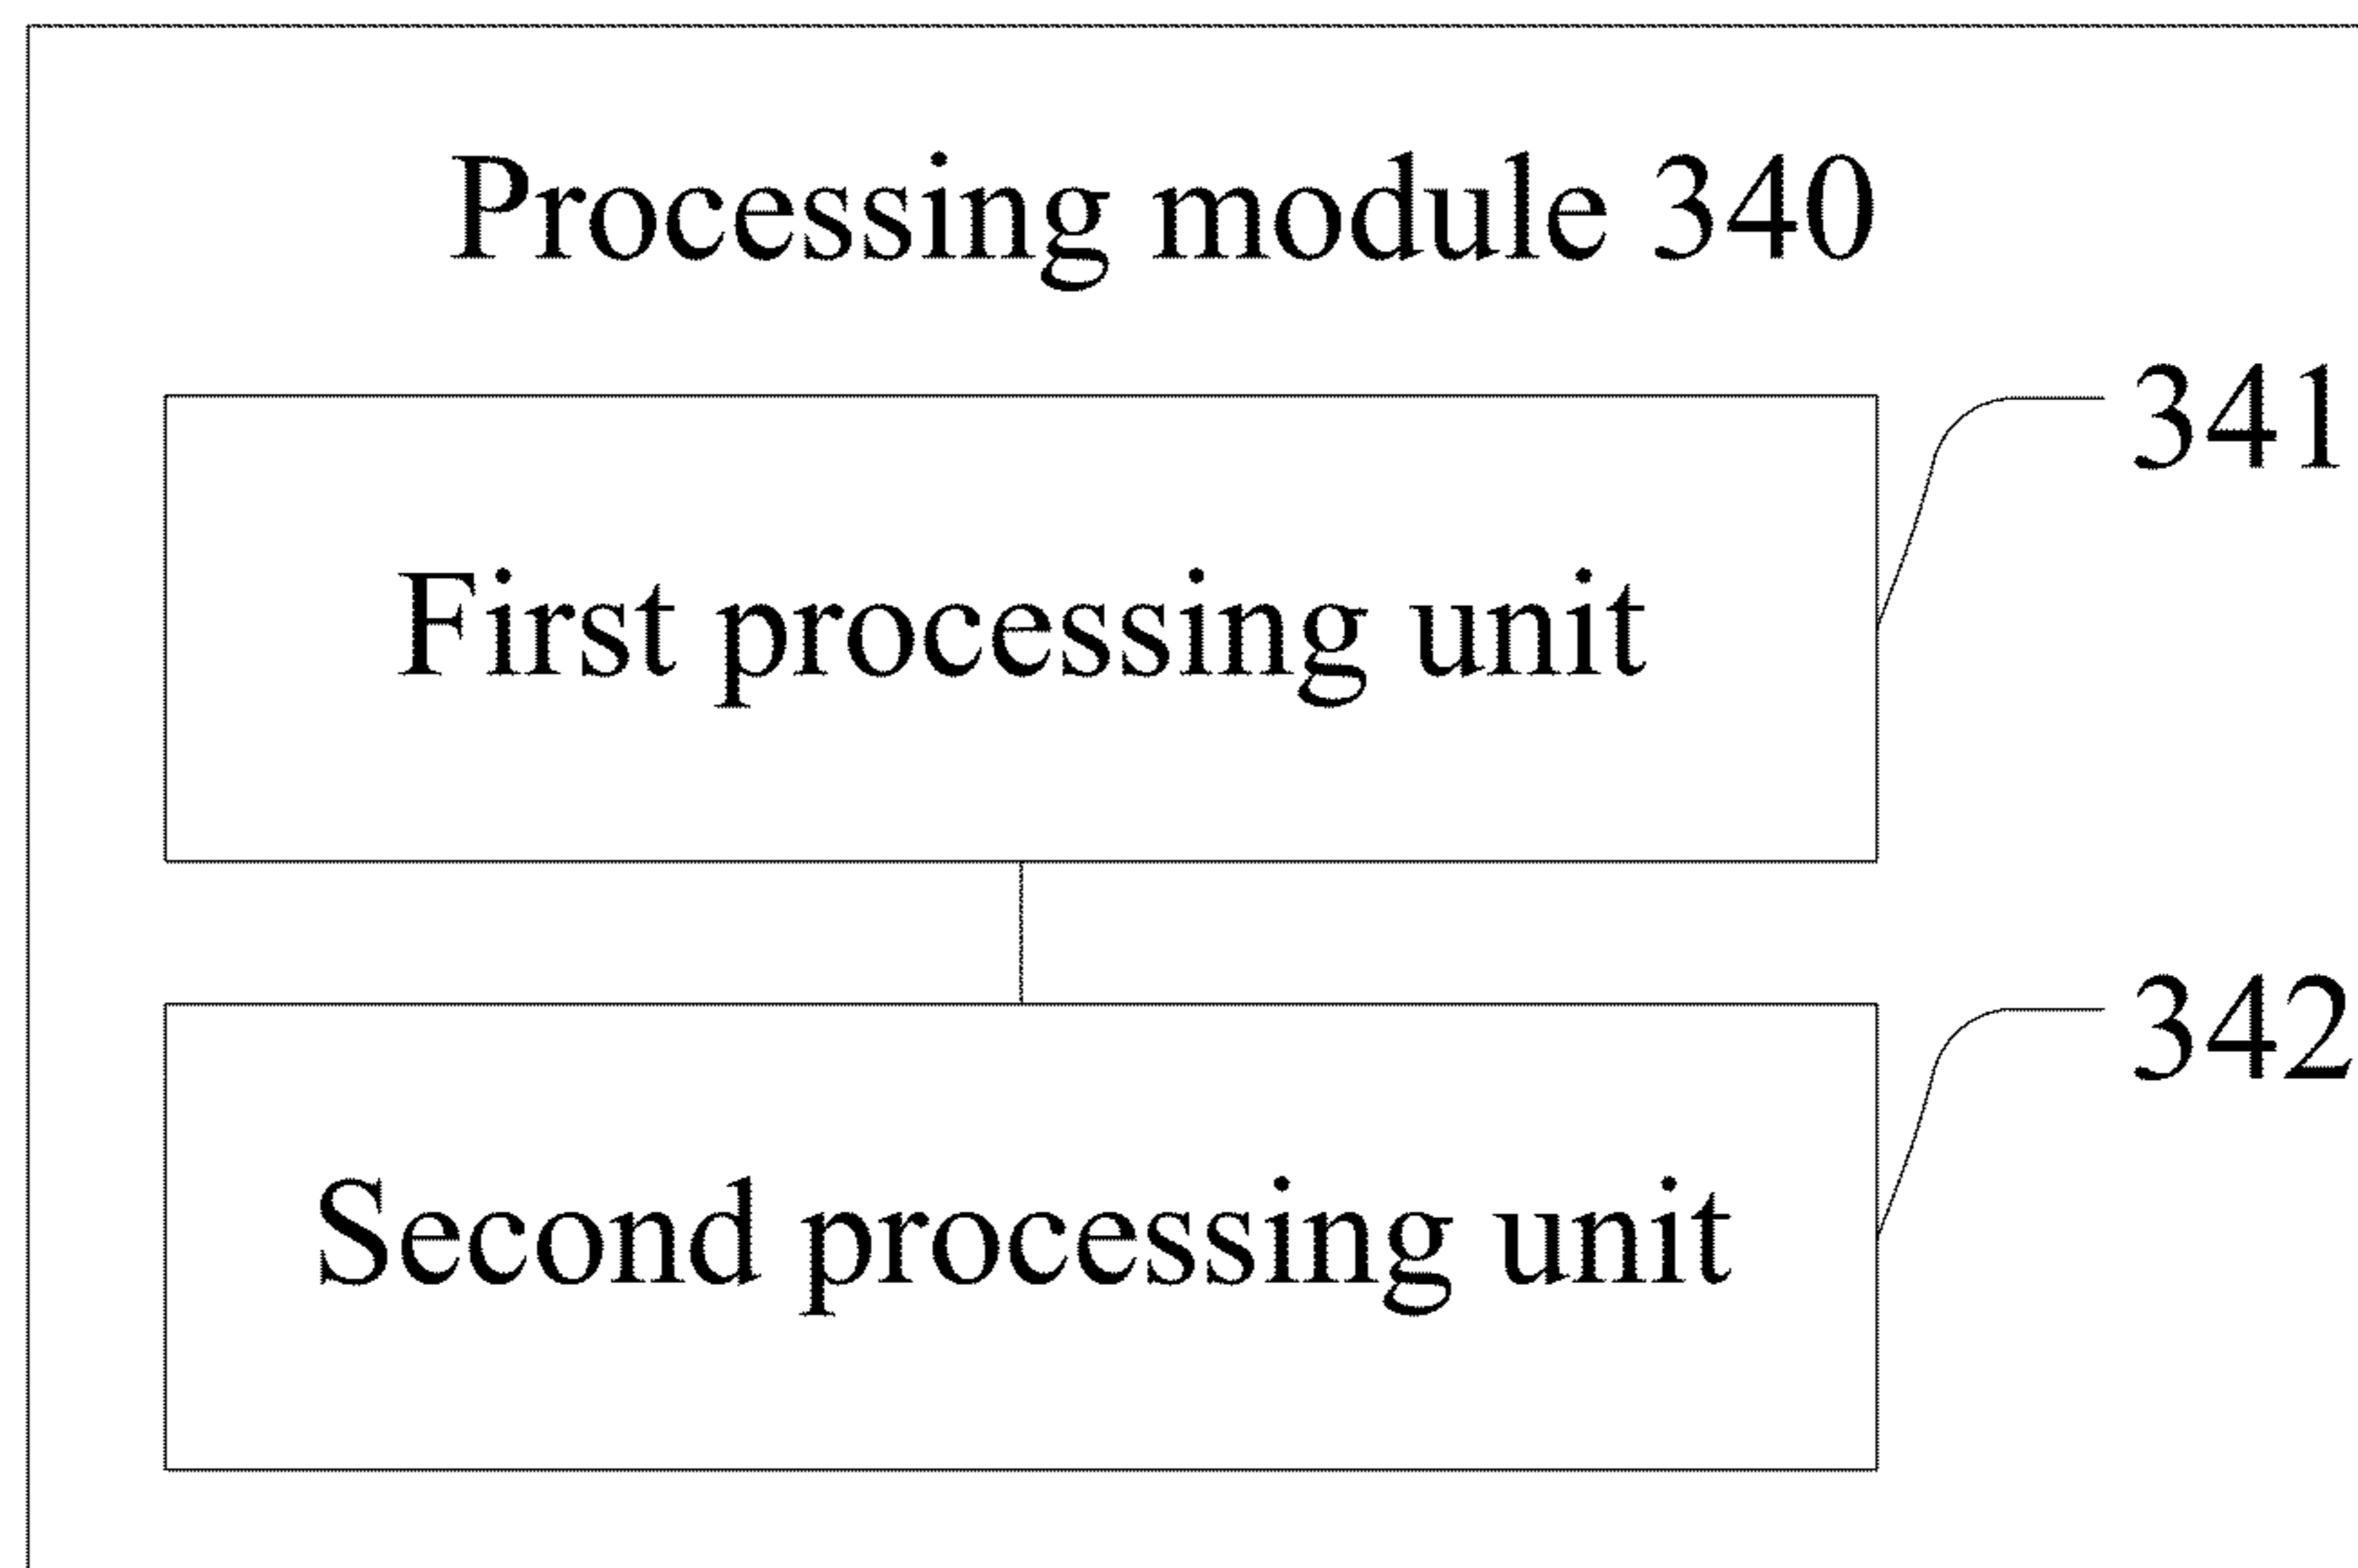 Processing module 340
341
First processing unit
342
Second processing unit